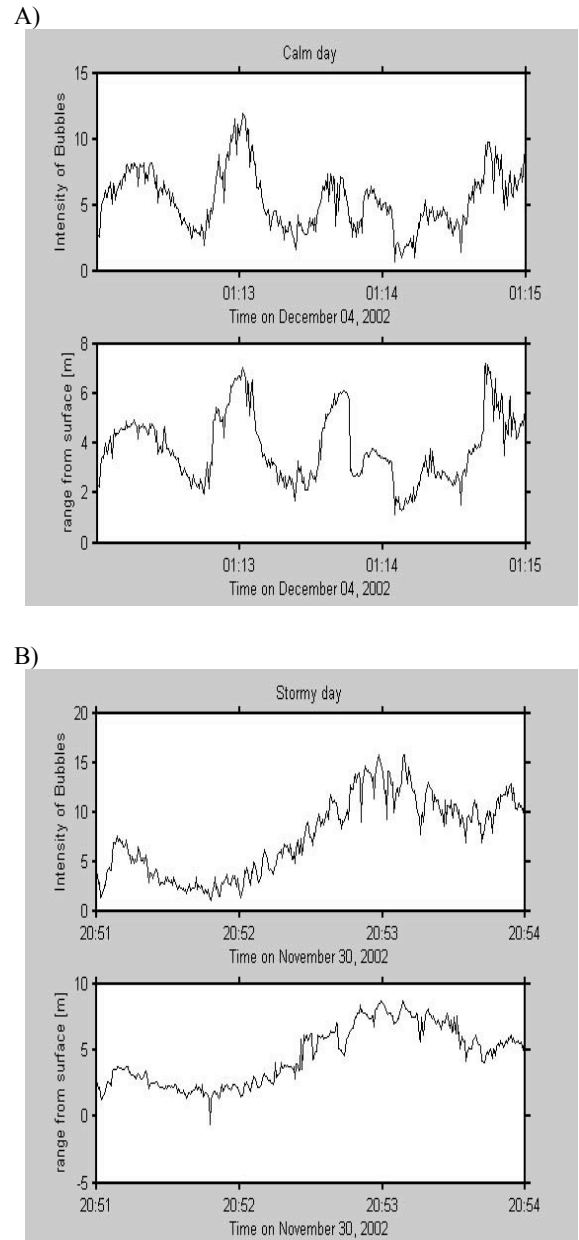 A)
Calm day
15
10
5
0
Intensity of Bubbles
01:13 01:14 01:15
Time on December 04, 2002
8
6
4
2
0
range from surface [m]
01:13 01:14 01:15
Time on December 04, 2002
B)
Stormy day
20
15
10
5
0
Intensity of Bubbles
20:51 20:52 20:53 20:54
Time on November 30, 2002
10
5
0
-5
range from surface [m]
20:51 20:52 20:53 20:54
Time on November 30, 2002